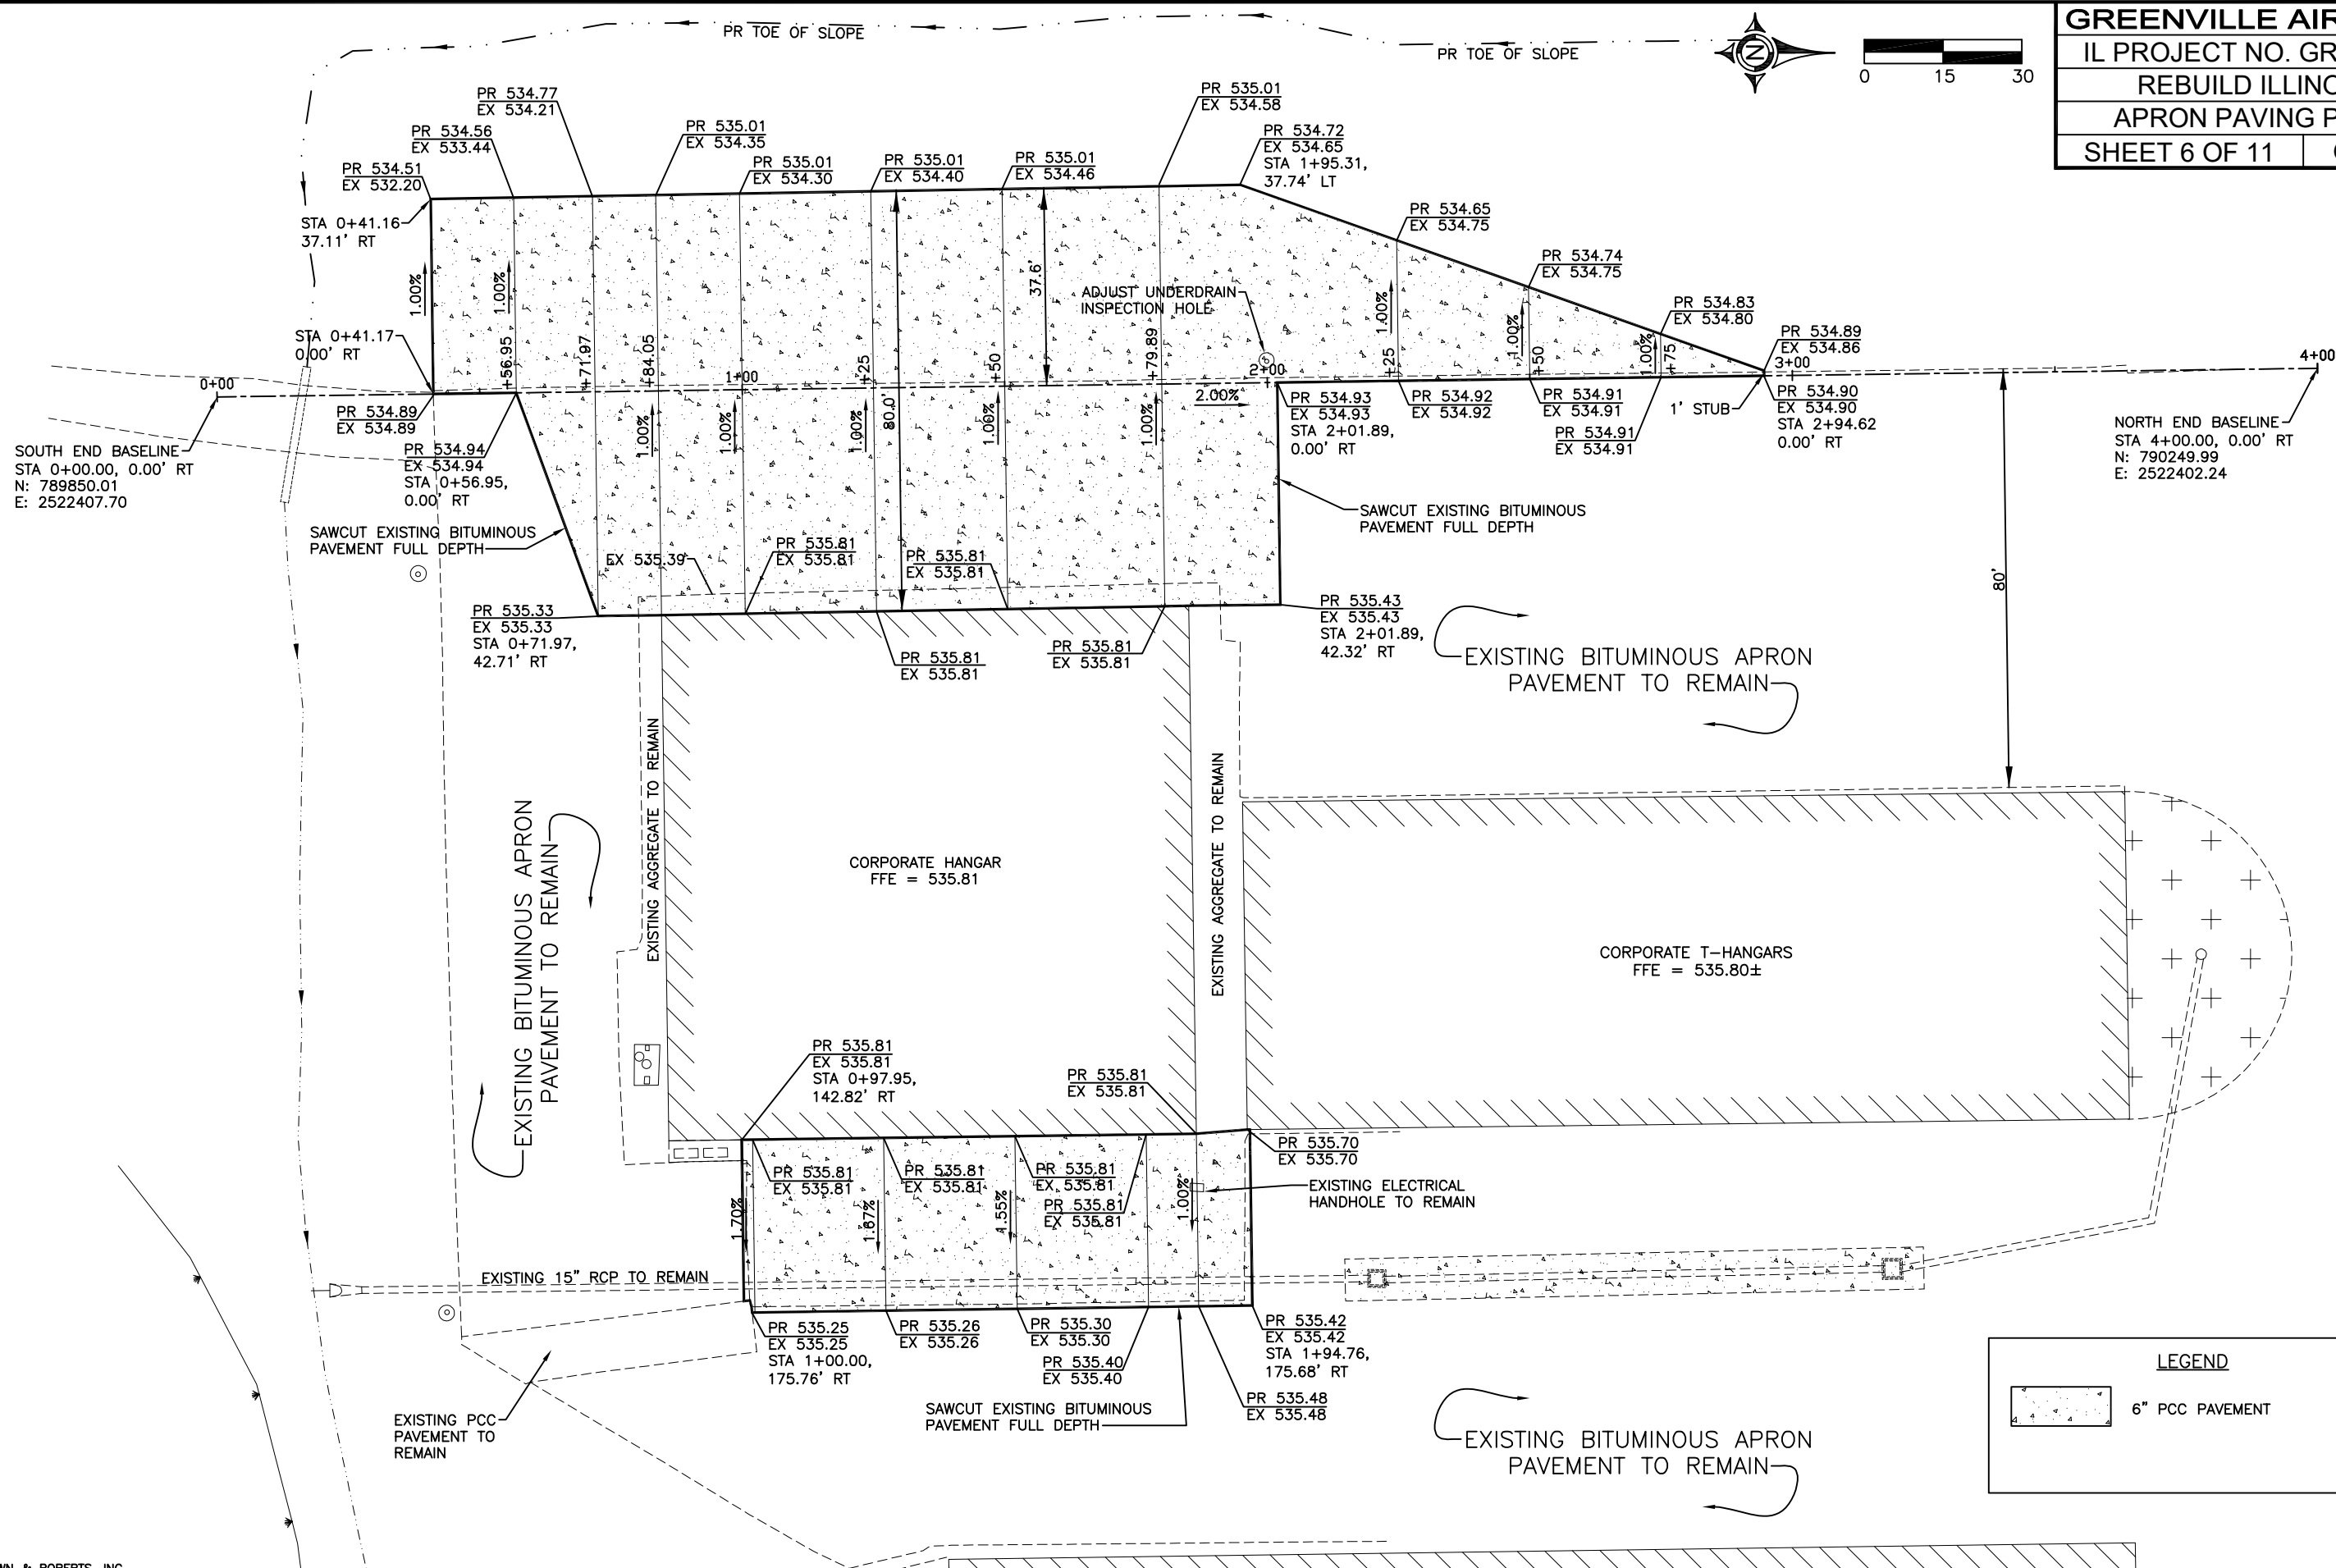 PR TOE OF SLOPE
PR TOE OF SLOPE
N
0 15 30
GREENVILLE AIR
IL PROJECT NO. GR
REBUILD ILLINO
APRON PAVING P
SHEET 6 OF 11
PR 534.51
EX 532.20
PR 534.56
EX 533.44
PR 534.77
EX 534.21
PR 535.01
EX 534.35
PR 535.01
EX 534.30
PR 535.01
EX 534.40
PR 535.01
EX 534.46
PR 535.01
EX 534.58
PR 534.72
EX 534.65
STA 1+95.31,
37.74' LT
PR 534.65
EX 534.75
PR 534.74
EX 534.75
PR 534.83
EX 534.80
PR 534.89
EX 534.86
STA 0+41.16
37.11' RT
STA 0+41.17
0.00' RT
1.00%
1.00%
37.6'
80.0'
ADJUST UNDERDRAIN
INSPECTION HOLE
1.00%
1.00%
1.00%
0+00
+56.95
+71.97
+84.05
1+00
+25
+50
+79.89
2+00
+25
+50
+75
3+00
4+00
1.00%
1.00%
1.00%
1.00%
1.00%
2.00%
SOUTH END BASELINE
STA 0+00.00, 0.00' RT
N: 789850.01
E: 2522407.70
PR 534.89
EX 534.89
PR 534.94
EX 534.94
STA 0+56.95,
0.00' RT
PR 534.93
EX 534.93
STA 2+01.89,
0.00' RT
PR 534.92
EX 534.92
PR 534.91
EX 534.91
PR 534.91
EX 534.91
1' STUB
PR 534.90
EX 534.90
STA 2+94.62
0.00' RT
NORTH END BASELINE
STA 4+00.00, 0.00' RT
N: 790249.99
E: 2522402.24
SAWCUT EXISTING BITUMINOUS
PAVEMENT FULL DEPTH
SAWCUT EXISTING BITUMINOUS
PAVEMENT FULL DEPTH
EX 535.39
PR 535.81
EX 535.81
PR 535.81
EX 535.81
PR 535.33
EX 535.33
STA 0+71.97,
42.71' RT
PR 535.81
EX 535.81
PR 535.81
EX 535.81
PR 535.43
EX 535.43
STA 2+01.89,
42.32' RT
80'
EXISTING BITUMINOUS APRON
PAVEMENT TO REMAIN
EXISTING BITUMINOUS APRON
PAVEMENT TO REMAIN
EXISTING AGGREGATE TO REMAIN
EXISTING AGGREGATE TO REMAIN
CORPORATE HANGAR
FFE = 535.81
CORPORATE T-HANGARS
FFE = 535.80±
PR 535.81
EX 535.81
STA 0+97.95,
142.82' RT
PR 535.81
EX 535.81
PR 535.70
EX 535.70
PR 535.81
EX 535.81
PR 535.81
EX 535.81
PR 535.81
EX 535.81
PR 535.81
EX 535.81
1.70%
1.67%
1.55%
1.00%
EXISTING ELECTRICAL
HANDHOLE TO REMAIN
EXISTING 15" RCP TO REMAIN
PR 535.25
EX 535.25
STA 1+00.00,
175.76' RT
PR 535.26
EX 535.26
PR 535.30
EX 535.30
PR 535.40
EX 535.40
PR 535.42
EX 535.42
STA 1+94.76,
175.68' RT
PR 535.48
EX 535.48
SAWCUT EXISTING BITUMINOUS
PAVEMENT FULL DEPTH
EXISTING PCC
PAVEMENT TO
REMAIN
EXISTING BITUMINOUS APRON
PAVEMENT TO REMAIN
LEGEND
6" PCC PAVEMENT